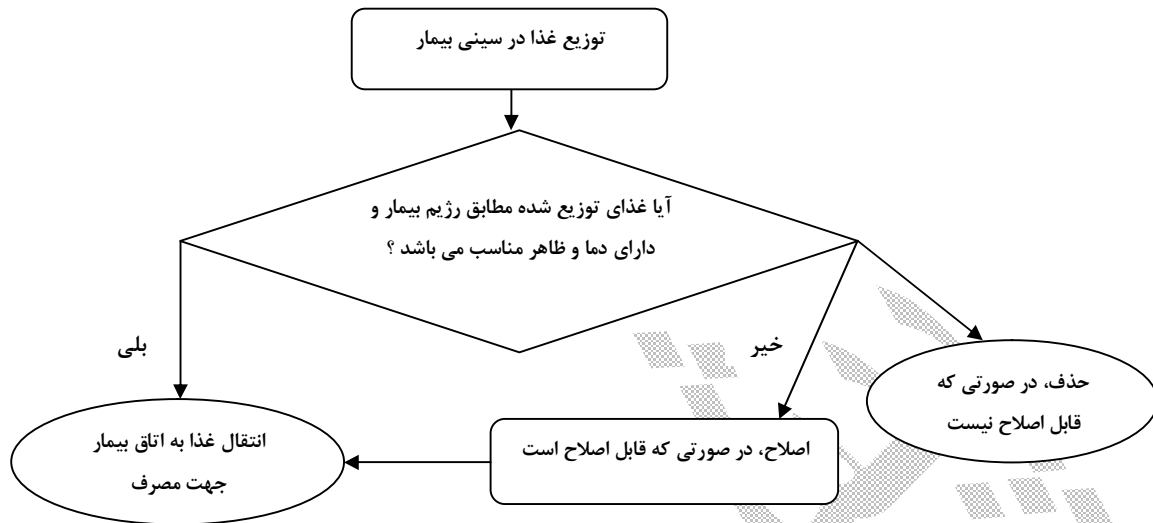 توزیع غذا در سینی بیمار
آیا غذای توزیع شده مطابق رژیم بیمار و
دارای دما و ظاهر مناسب می باشد ؟
بلی
خیر
حذف، در صورتی که
قابل اصلاح نیست
اصلاح، در صورتی که قابل اصلاح است
انتقال غذا به اتاق بیمار
جهت مصرف